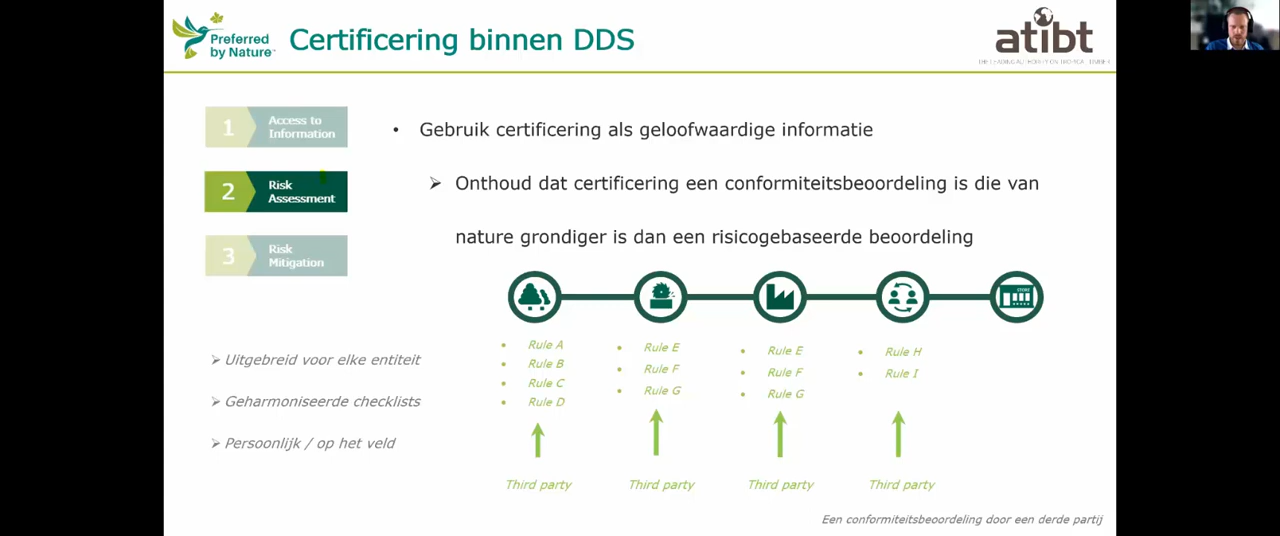 Preferred
by Nature™
Certificering binnen DDS
atibt
1
Access to
Information
2
Risk
Assessment
3
Risk
Mitigation
• Gebruik certificering als geloofwaardige informatie
➢ Onthoud dat certificering een conformiteitsbeoordeling is die van
nature grondiger is dan een risicogebaseerde beoordeling
STORE
➢ Uitgebreid voor elke entiteit
➢ Geharmoniseerde checklists
➢ Persoonlijk / op het veld
• Rule A
• Rule B
• Rule C
• Rule D
Third party
• Rule E
• Rule F
• Rule G
Third party
• Rule E
• Rule F
• Rule G
Third party
• Rule H
• Rule I
Third party
Een conformiteitsbeoordeling door een derde partij